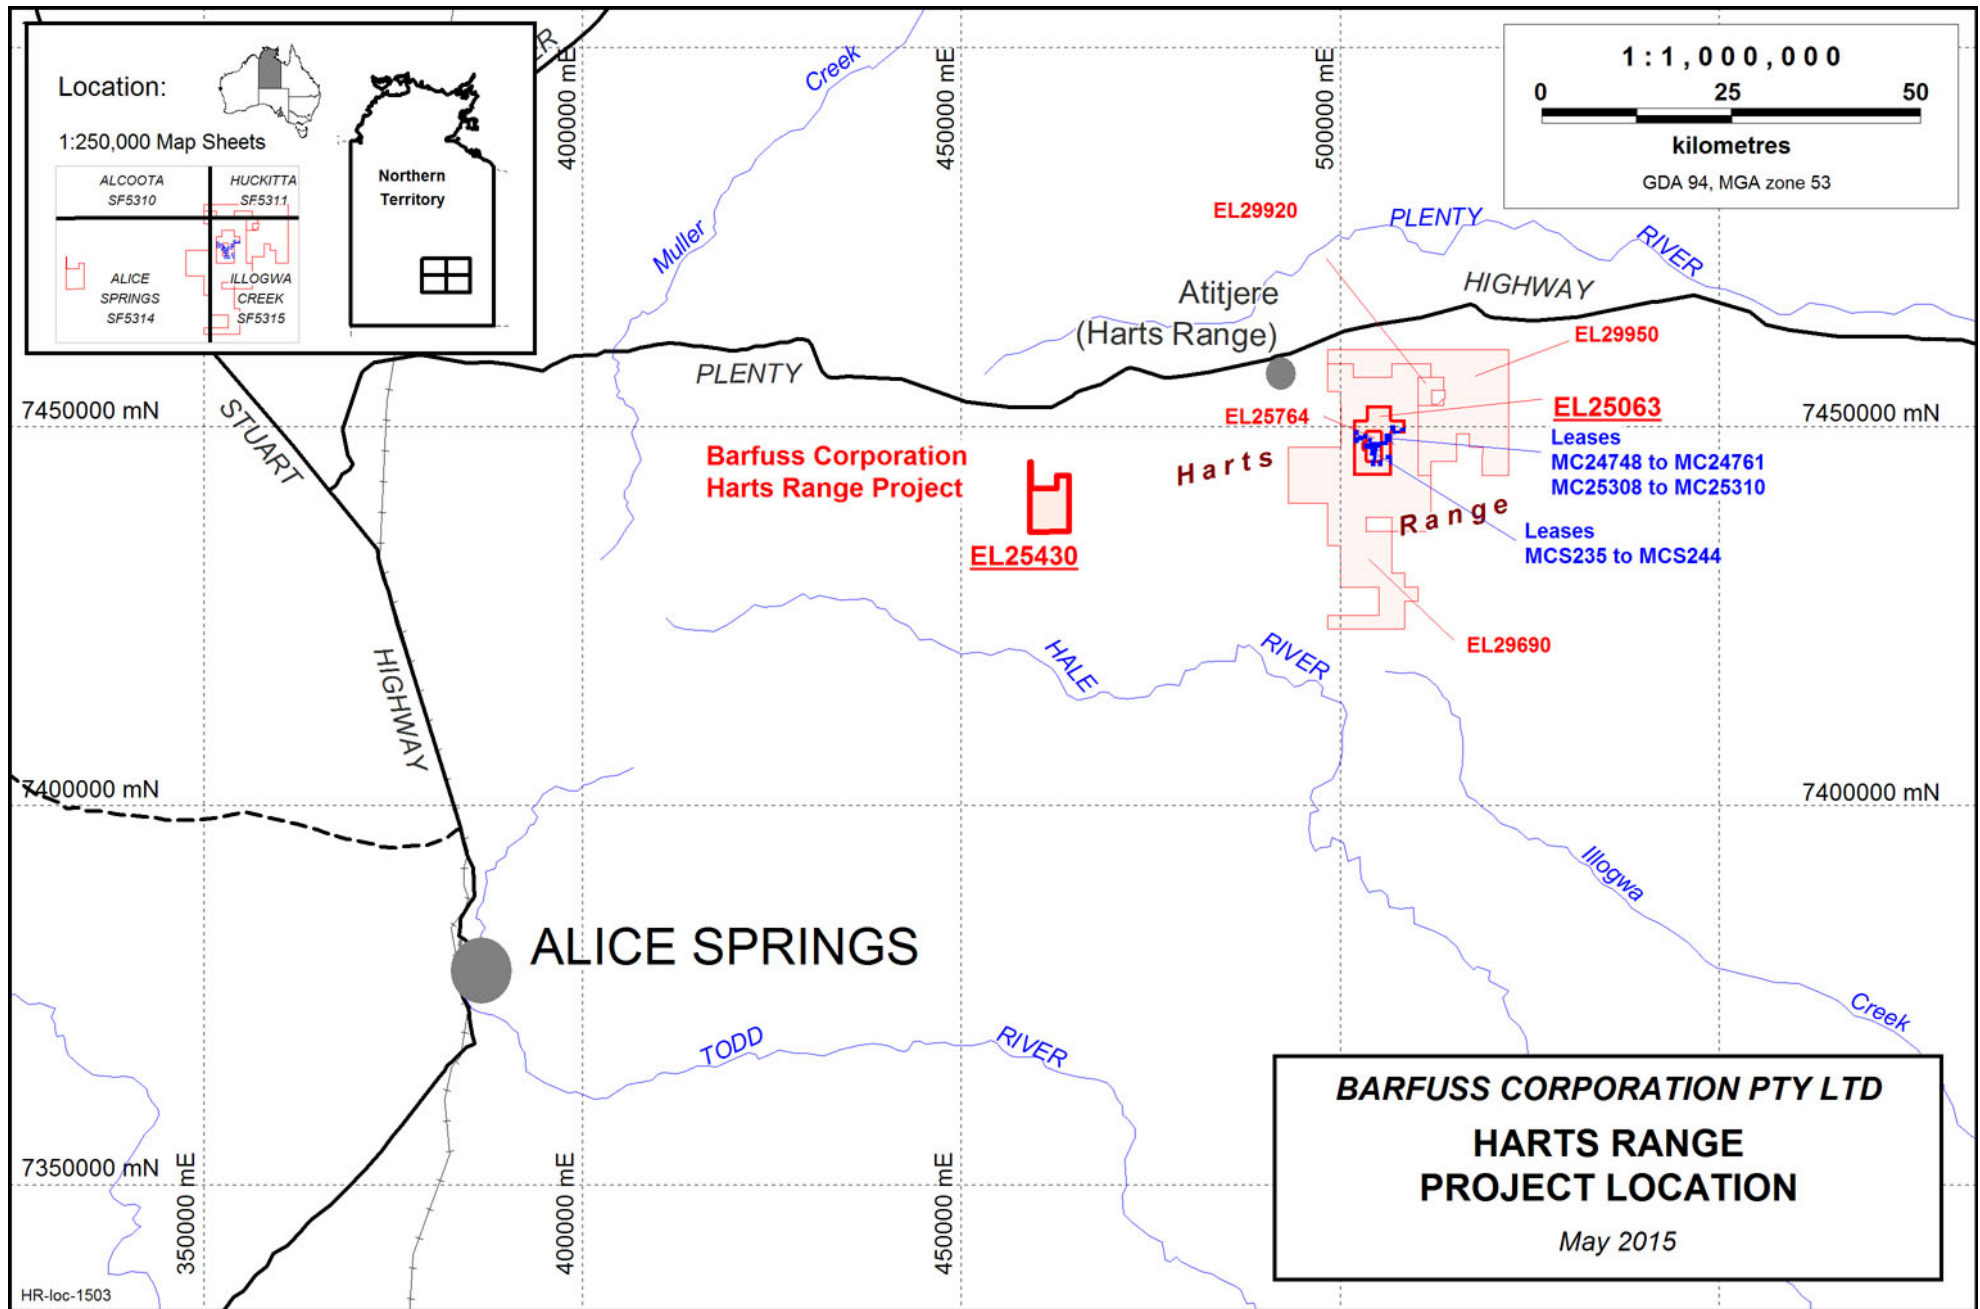 Location:
1:250,000 Map Sheets
ALCOOTA
SF5310
HUCKITTA
SF5311
ALICE
SPRINGS
SF5314
ILLOGWA
CREEK
SF5315
Northern
Territory
1:1,000,000
0 25 50
kilometres
GDA 94, MGA zone 53
400000 mE
450000 mE
500000 mE
Muller
Creek
EL29920
PLENTY
RIVER
Atitjere
(Harts Range)
HIGHWAY
EL29950
PLENTY
7450000 mN
STUART
EL25764
EL25063
7450000 mN
Leases
MC24748 to MC24761
MC25308 to MC25310
Barfuss Corporation
Harts Range Project
Harts
Range
EL25430
Leases
MCS235 to MCS244
EL29690
HALE
RIVER
HIGHWAY
7400000 mN
7400000 mN
Illogwa
Creek
ALICE SPRINGS
TODD
RIVER
7350000 mN
350000 mE
400000 mE
450000 mE
BARFUSS CORPORATION PTY LTD
HARTS RANGE
PROJECT LOCATION
May 2015
HR-loc-1503